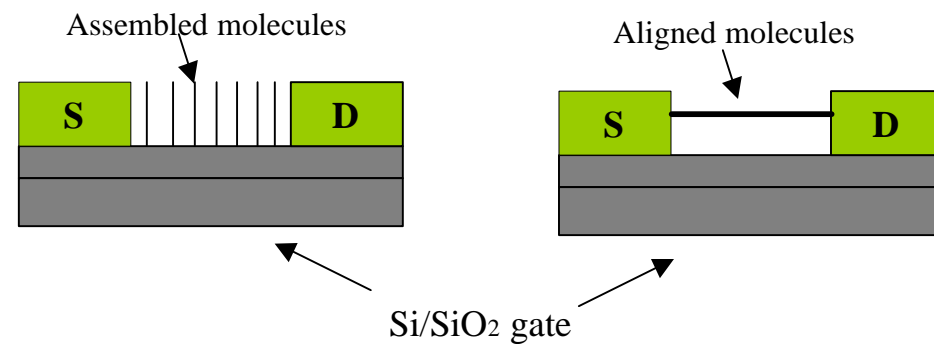 Assembled molecules
Aligned molecules
S
D
S
D
Si/SiO2 gate